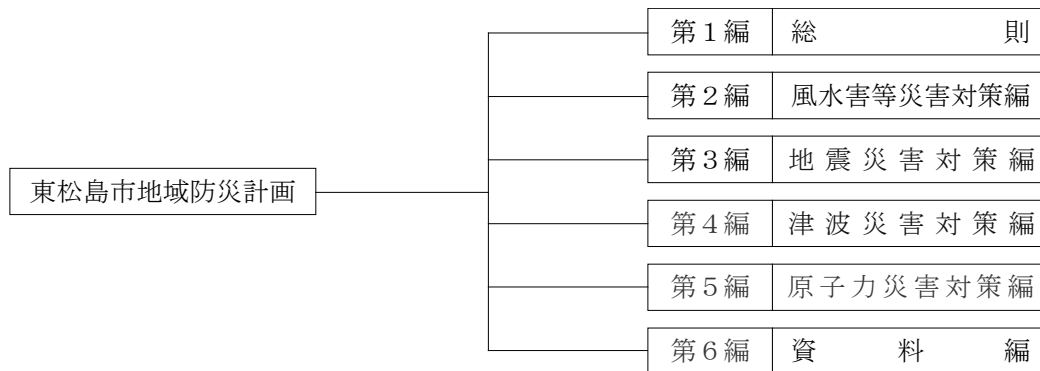 第１編 総則
第２編 風水害等災害対策編
第３編 地震災害対策編
東松島市地域防災計画
第４編 津波災害対策編
第５編 原子力災害対策編
第６編 資料編